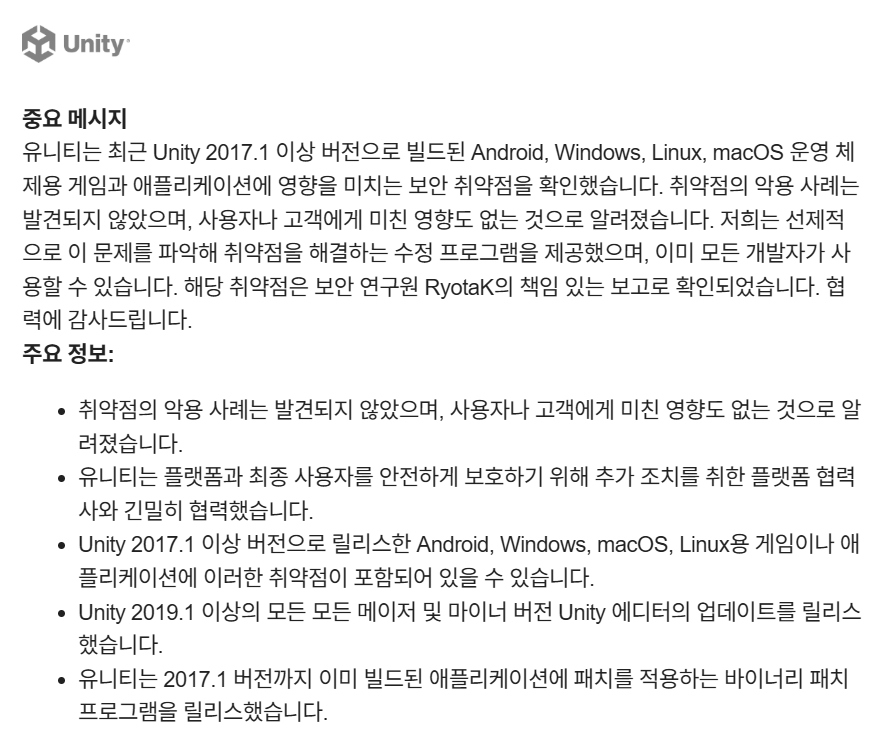 Unity
중요 메시지
유니티는 최근 Unity 2017.1 이상 버전으로 빌드된 Android, Windows, Linux, macOS 운영 체
제용 게임과 애플리케이션에 영향을 미치는 보안 취약점을 확인했습니다. 취약점의 악용 사례는
발견되지 않았으며, 사용자나 고객에게 미친 영향도 없는 것으로 알려졌습니다. 저희는 선제적
으로 이 문제를 파악해 취약점을 해결하는 수정 프로그램을 제공했으며, 이미 모든 개발자가 사
용할 수 있습니다. 해당 취약점은 보안 연구원 RyotaK의 책임 있는 보고로 확인되었습니다. 협
력에 감사드립니다.
주요 정보:
• 취약점의 악용 사례는 발견되지 않았으며, 사용자나 고객에게 미친 영향도 없는 것으로 알
려졌습니다.
• 유니티는 플랫폼과 최종 사용자를 안전하게 보호하기 위해 추가 조치를 취한 플랫폼 협력
사와 긴밀히 협력했습니다.
• Unity 2017.1 이상 버전으로 릴리스한 Android, Windows, macOS, Linux용 게임이나 애
플리케이션에 이러한 취약점이 포함되어 있을 수 있습니다.
• Unity 2019.1 이상의 모든 모든 메이저 및 마이너 버전 Unity 에디터의 업데이트를 릴리스
했습니다.
• 유니티는 2017.1 버전까지 이미 빌드된 애플리케이션에 패치를 적용하는 바이너리 패치
프로그램을 릴리스했습니다.